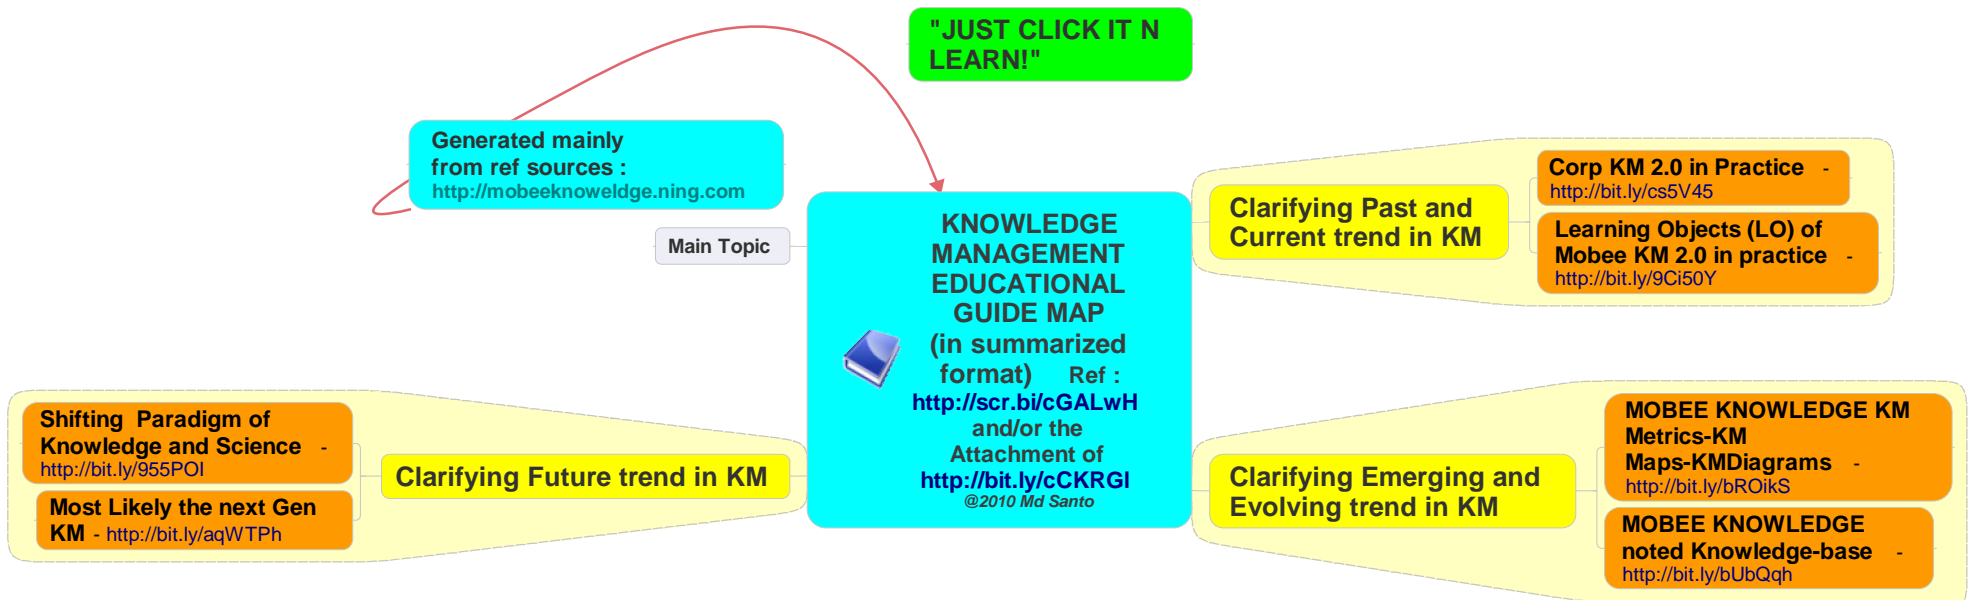 "JUST CLICK IT N
LEARN!"
Generated mainly
from ref sources :
http://mobeeknoweldge.ning.com
Main Topic
KNOWLEDGE
MANAGEMENT
EDUCATIONAL
GUIDE MAP
(in summarized
format) Ref :
http://scr.bi/cGALwH
and/or the
Attachment of
http://bit.ly/cCKRGI
@2010 Md Santo
Clarifying Past and
Current trend in KM
Corp KM 2.0 in Practice -
http://bit.ly/cs5V45
Learning Objects (LO) of
Mobee KM 2.0 in practice -
http://bit.ly/9Ci50Y
Clarifying Emerging and
Evolving trend in KM
MOBEE KNOWLEDGE KM
Metrics-KM
Maps-KMDiagrams -
http://bit.ly/bROikS
MOBEE KNOWLEDGE
noted Knowledge-base -
http://bit.ly/bUbQqh
Clarifying Future trend in KM
Shifting Paradigm of
Knowledge and Science -
http://bit.ly/955POI
Most Likely the next Gen
KM - http://bit.ly/aqWTPh